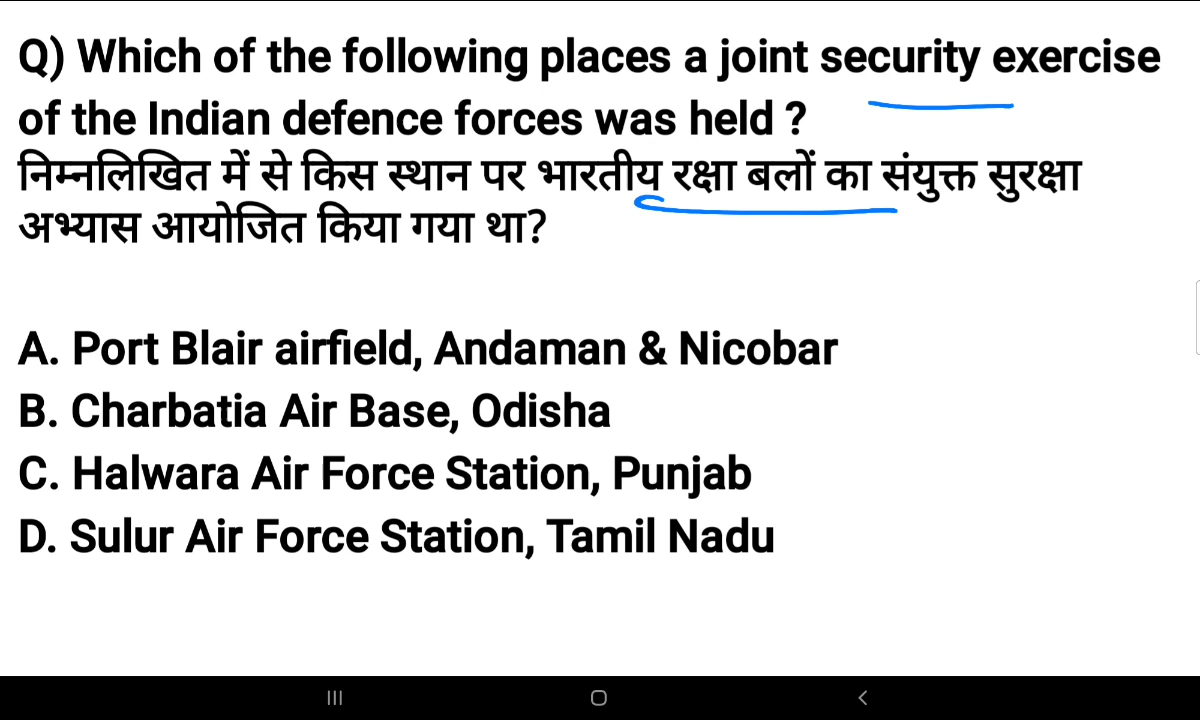 Q) Which of the following places a joint security exercise
of the Indian defence forces was held ?
निम्नलिखित में से किस स्थान पर भारतीय रक्षा बलों का संयुक्त सुरक्षा
अभ्यास आयोजित किया गया था?
A. Port Blair airfield, Andaman & Nicobar
B. Charbatia Air Base, Odisha
C. Halwara Air Force Station, Punjab
D. Sulur Air Force Station, Tamil Nadu